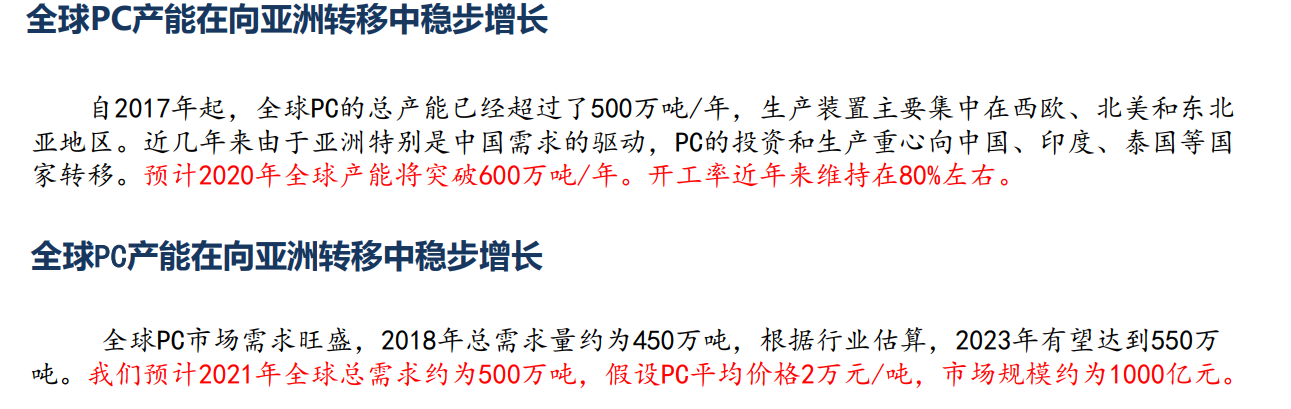 全球PC产能在向亚洲转移中稳步增长
自2017年起，全球PC的总产能已经超过了500万吨/年，生产装置主要集中在西欧、北美和东北
亚地区。近几年来由于亚洲特别是中国需求的驱动，PC的投资和生产重心向中国、印度、泰国等国
家转移。预计2020年全球产能将突破600万吨/年。开工率近年来维持在80%左右。
全球PC产能在向亚洲转移中稳步增长
全球PC市场需求旺盛，2018年总需求量约为450万吨，根据行业估算，2023年有望达到550万
吨。我们预计2021年全球总需求约为500万吨，假设PC平均价格2万元/吨，市场规模约为1000亿元。